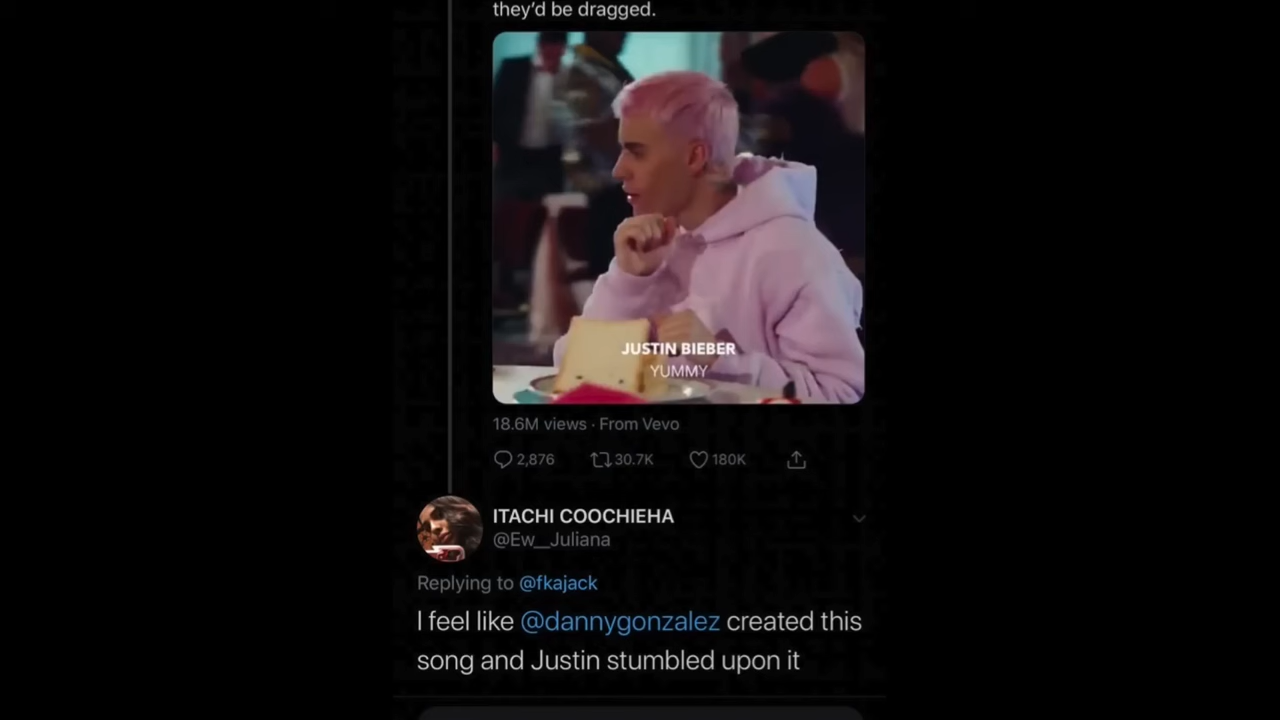 they'd be dragged.
JUSTIN BIEBER
YUMMY
18.6M views · From Vevo
2,876 30.7K 180K
ITACHI COOCHIEHA
@Ew__Juliana
Replying to @fkajack
I feel like @dannygonzalez created this
song and Justin stumbled upon it